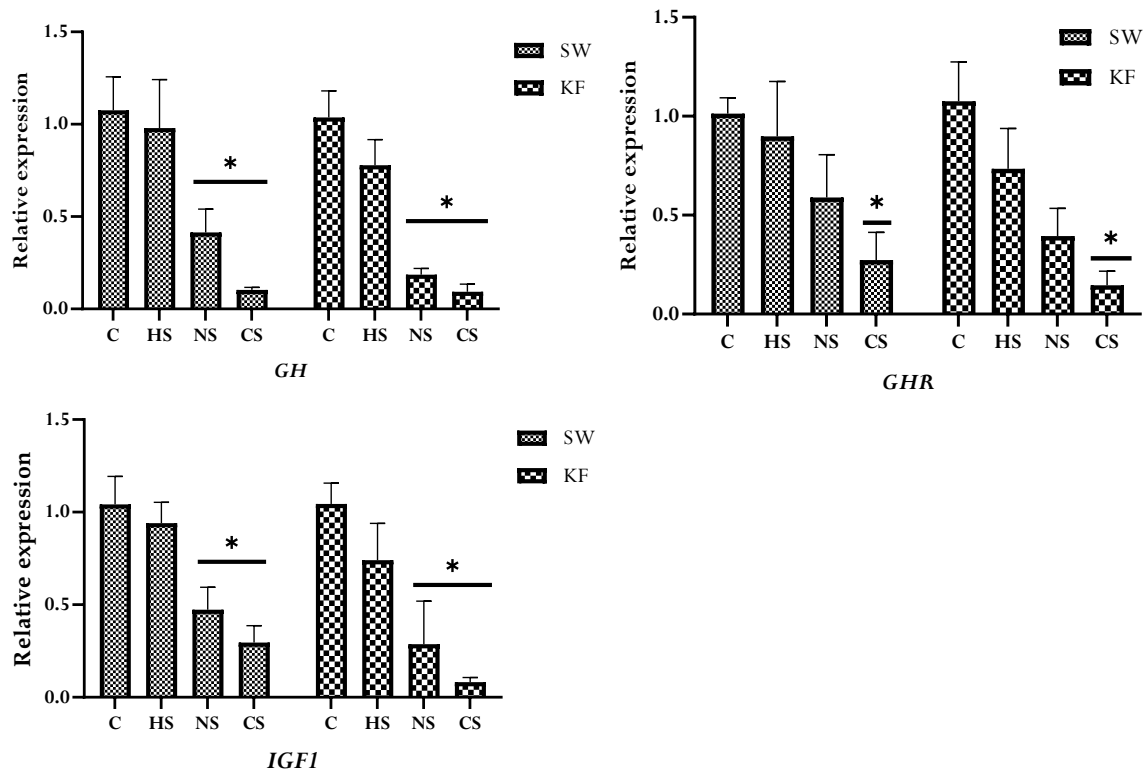 1.5
1.0
0.5
0.0
Relative expression
SW
KF
*
*
C HS NS CS C HS NS CS
GH
1.5
1.0
0.5
0.0
Relative expression
SW
KF
*
*
C HS NS CS C HS NS CS
GHR
1.5
1.0
0.5
0.0
Relative expression
SW
KF
*
*
C HS NS CS C HS NS CS
IGF1